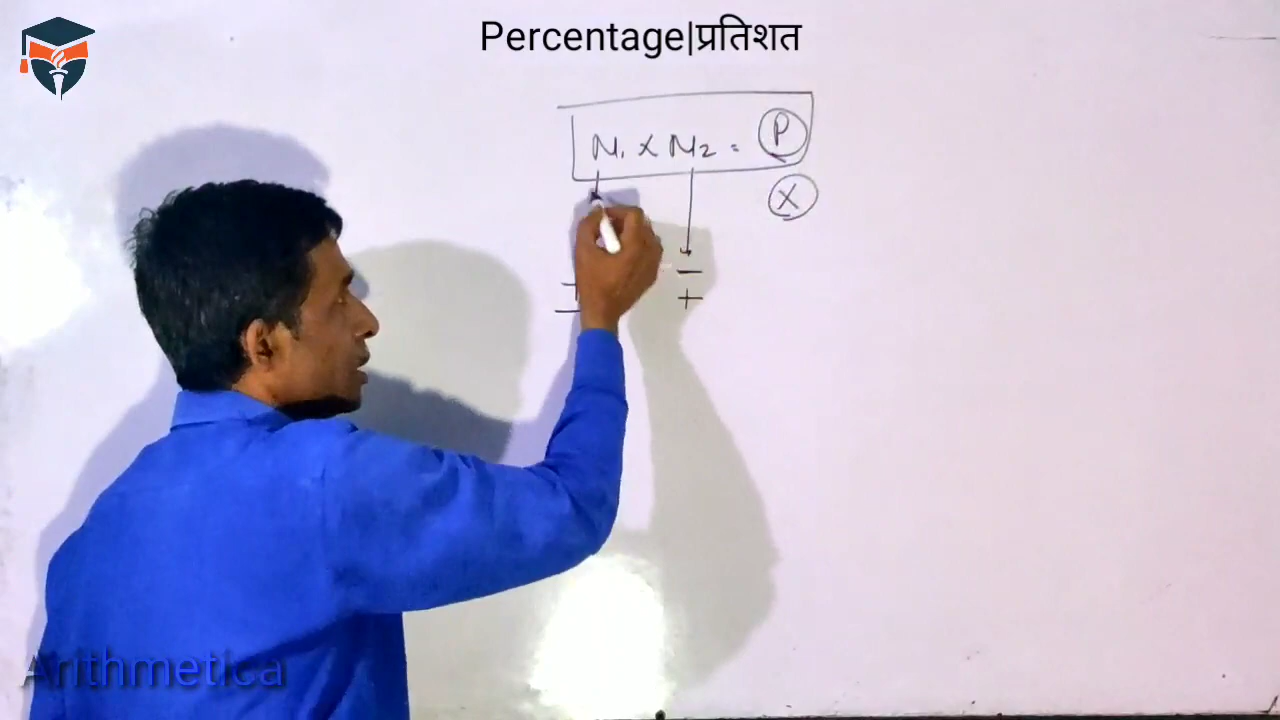 Percentage|प्रतिशत
N₁ × N₂ = P
X
+ −
− +
Arithmetica